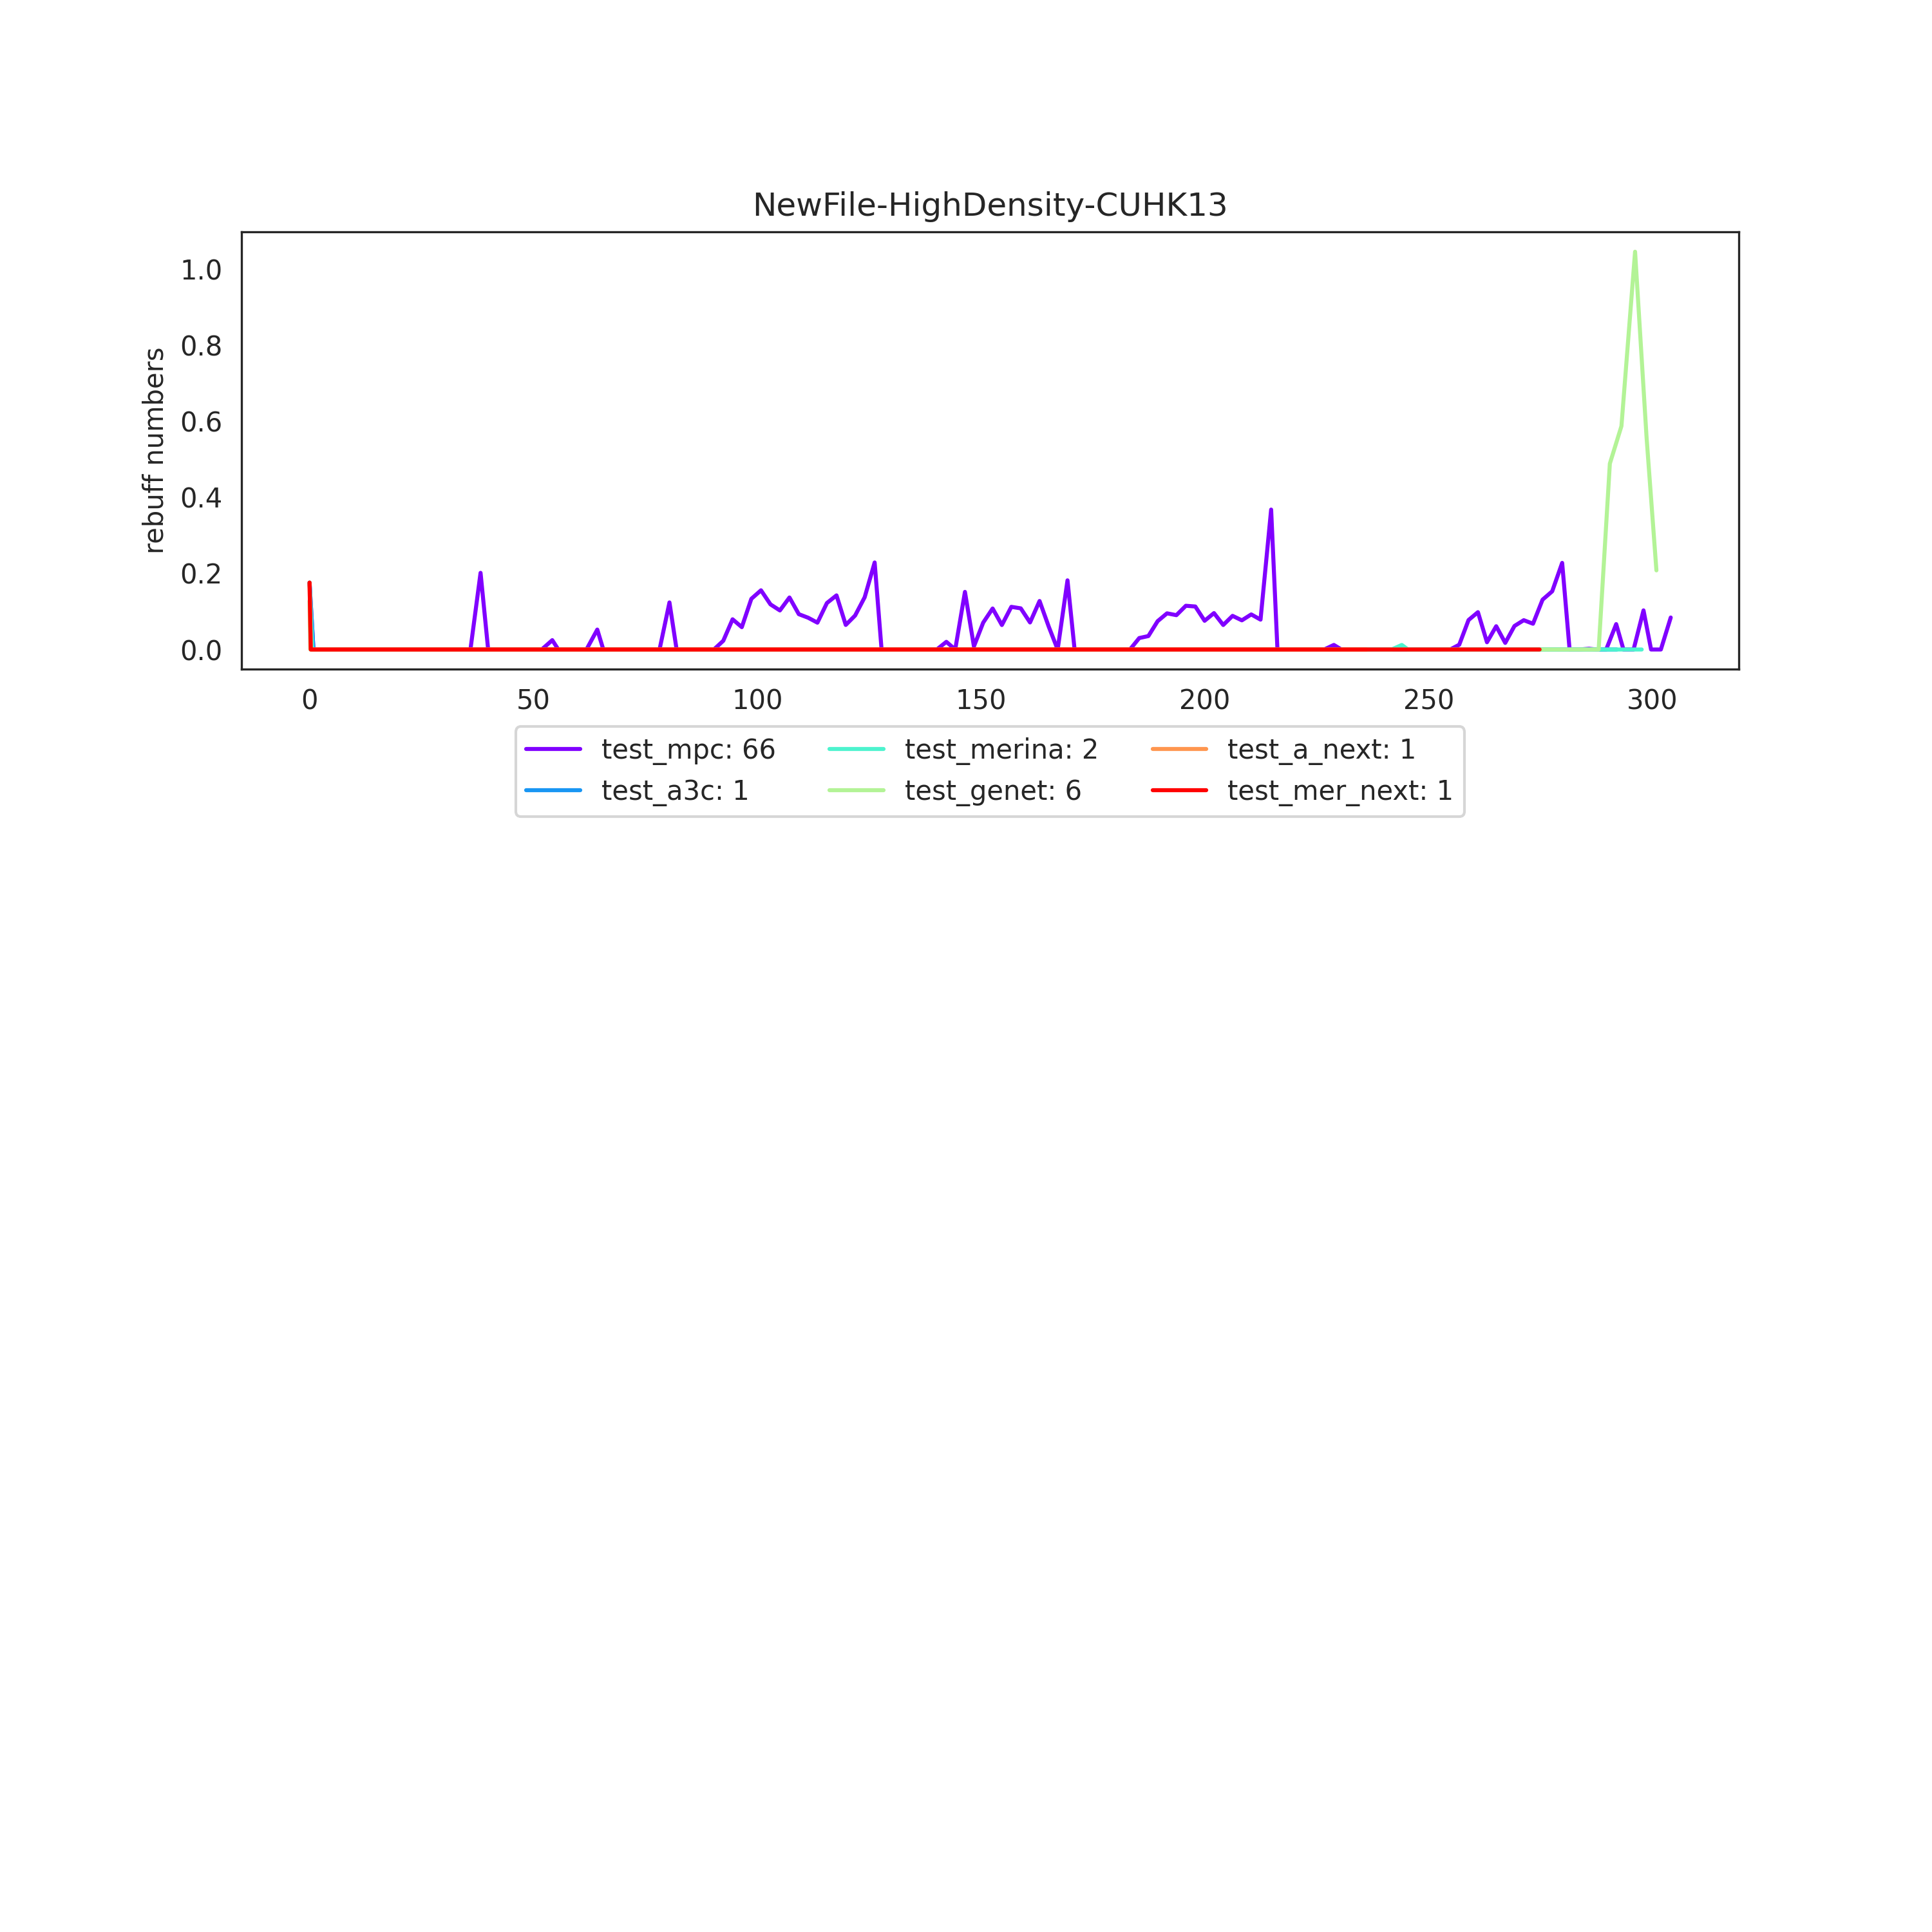 NewFile-HighDensity-CUHK13
1.0
0.8
0.6
0.4
0.2
0.0
rebuff numbers
0 50 100 150 200 250 300
test_mpc: 66 test_merina: 2 test_a_next: 1
test_a3c: 1 test_genet: 6 test_mer_next: 1